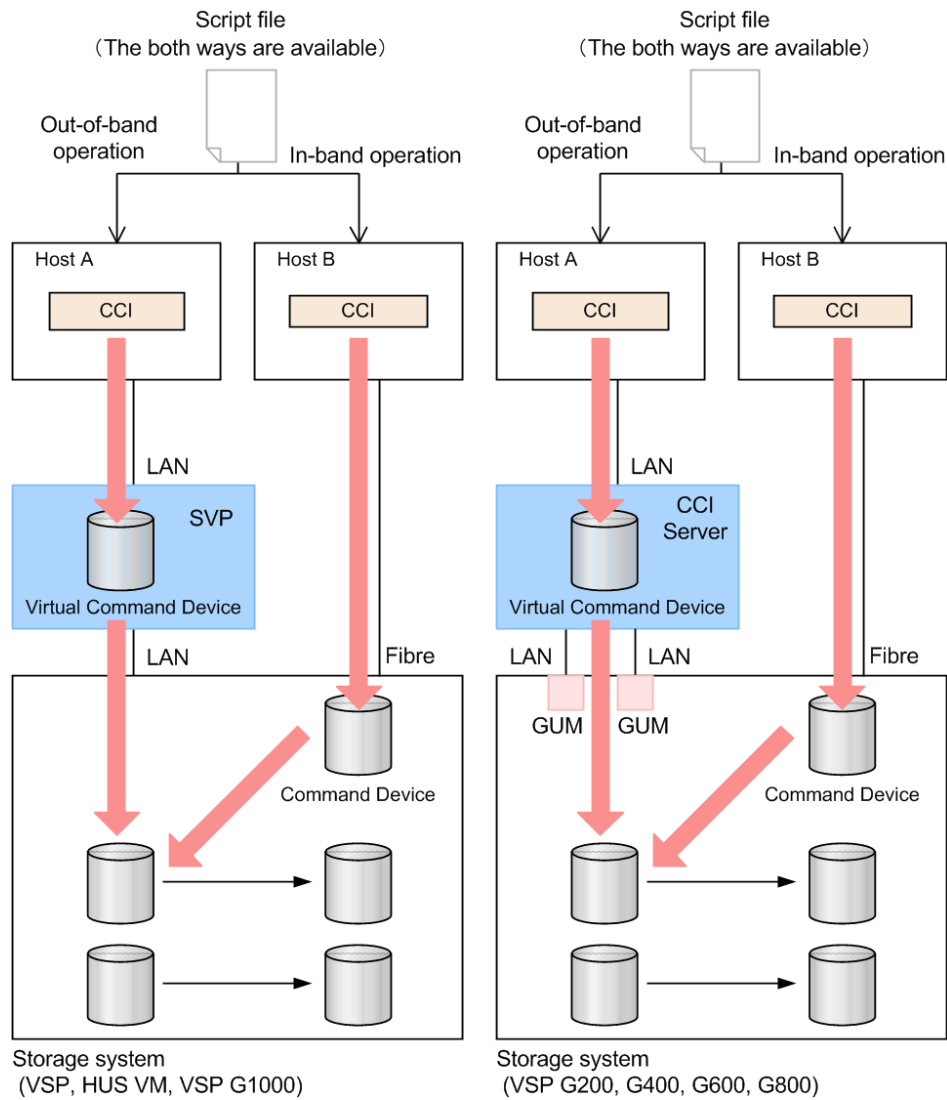 Script file
（The both ways are available）
Out-of-band
operation
In-band operation
Host A
CCI
Host B
CCI
LAN
SVP
Virtual Command Device
LAN
Fibre
Command Device
Storage system
(VSP, HUS VM, VSP G1000)
Script file
（The both ways are available）
Out-of-band
operation
In-band operation
Host A
CCI
Host B
CCI
LAN
CCI
Server
Virtual Command Device
LAN
LAN
Fibre
GUM
GUM
Command Device
Storage system
(VSP G200, G400, G600, G800)